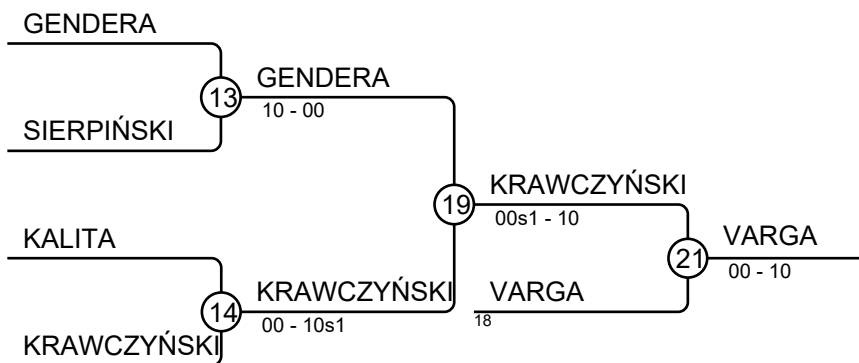 GENDERA
13
GENDERA
10 - 00
SIERPIŃSKI
19
KRAWCZYŃSKI
00s1 - 10
KALITA
21
VARGA
00 - 10
14
KRAWCZYŃSKI
00 - 10s1
VARGA
18
KRAWCZYŃSKI